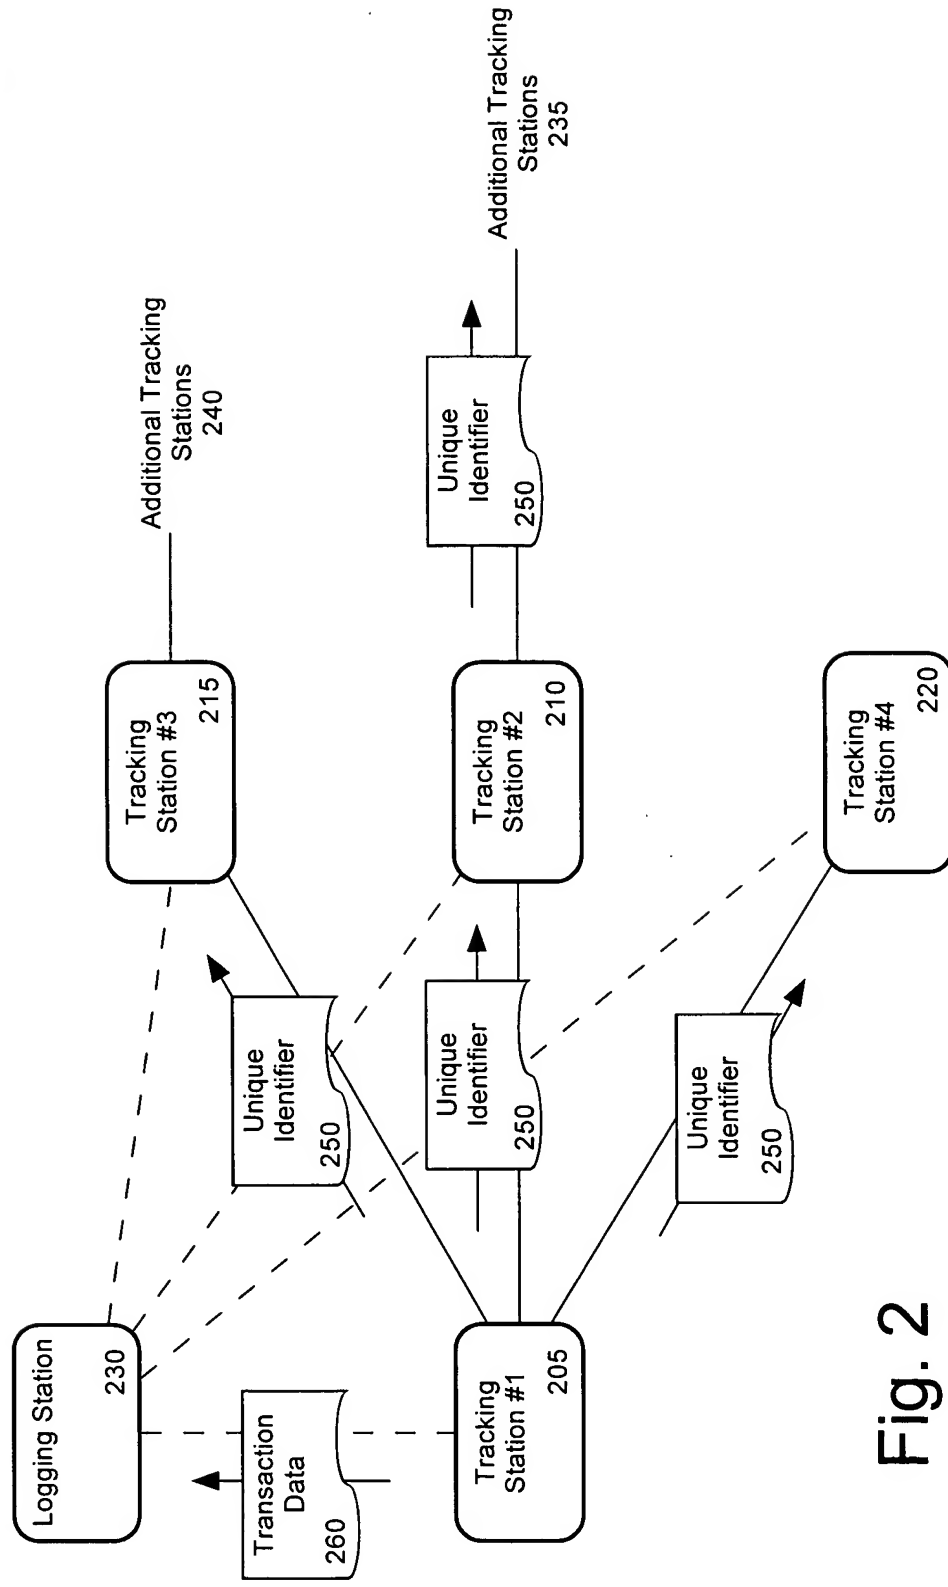 Logging Station
230
Transaction
Data
260
Tracking
Station #1
205
Unique
Identifier
250
Unique
Identifier
250
Unique
Identifier
250
Tracking
Station #3
215
Tracking
Station #2
210
Tracking
Station #4
220
Unique
Identifier
250
Additional Tracking
Stations
240
Additional Tracking
Stations
235
Fig. 2